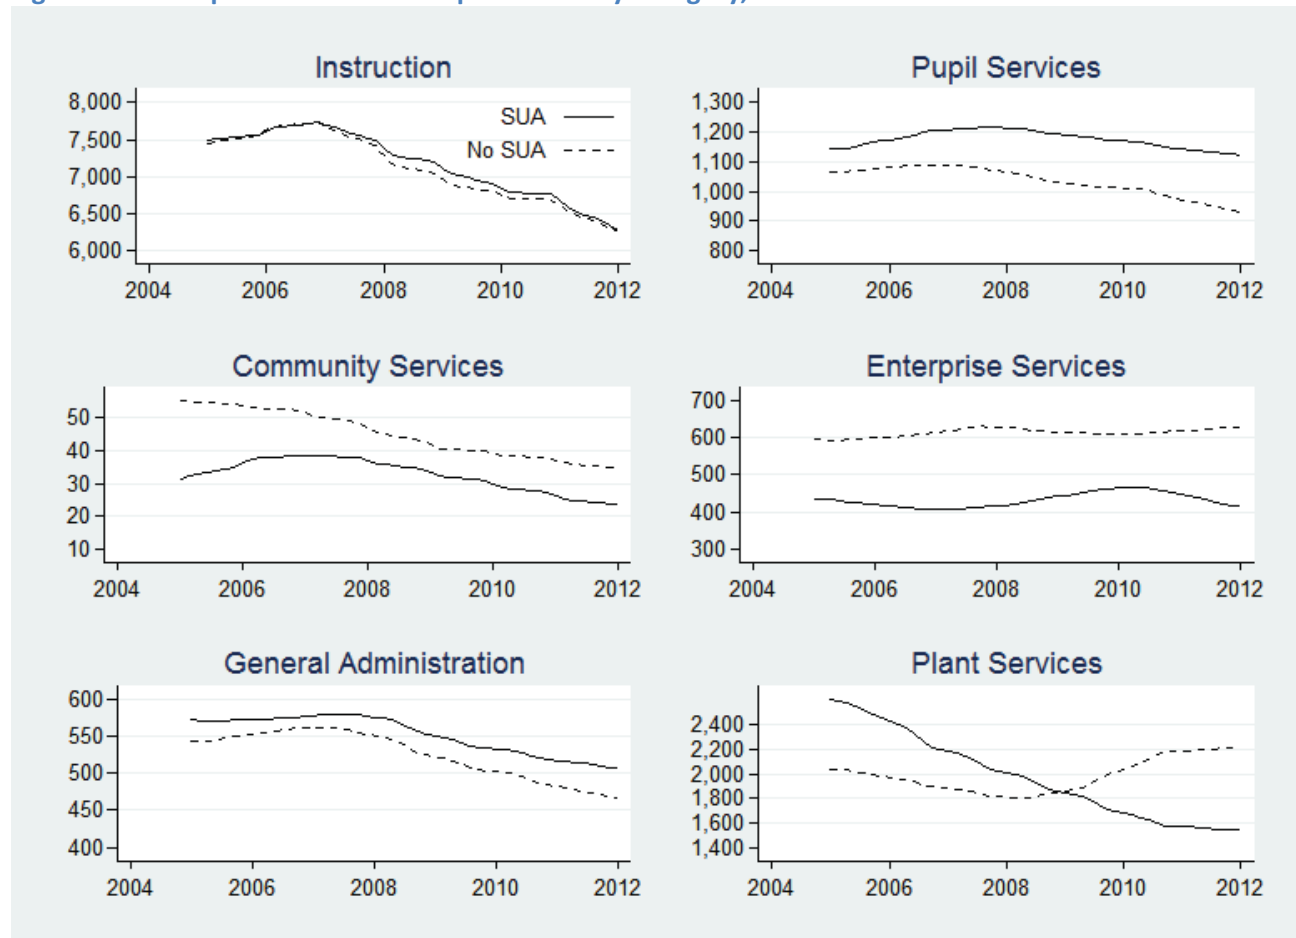 Instruction
8,000
7,500
7,000
6,500
6,000
SUA
No SUA
2004 2006 2008 2010 2012
Pupil Services
1,300
1,200
1,100
1,000
900
800
2004 2006 2008 2010 2012
Community Services
50
40
30
20
10
2004 2006 2008 2010 2012
Enterprise Services
700
600
500
400
300
2004 2006 2008 2010 2012
General Administration
600
550
500
450
400
2004 2006 2008 2010 2012
Plant Services
2,400
2,200
2,000
1,800
1,600
1,400
2004 2006 2008 2010 2012